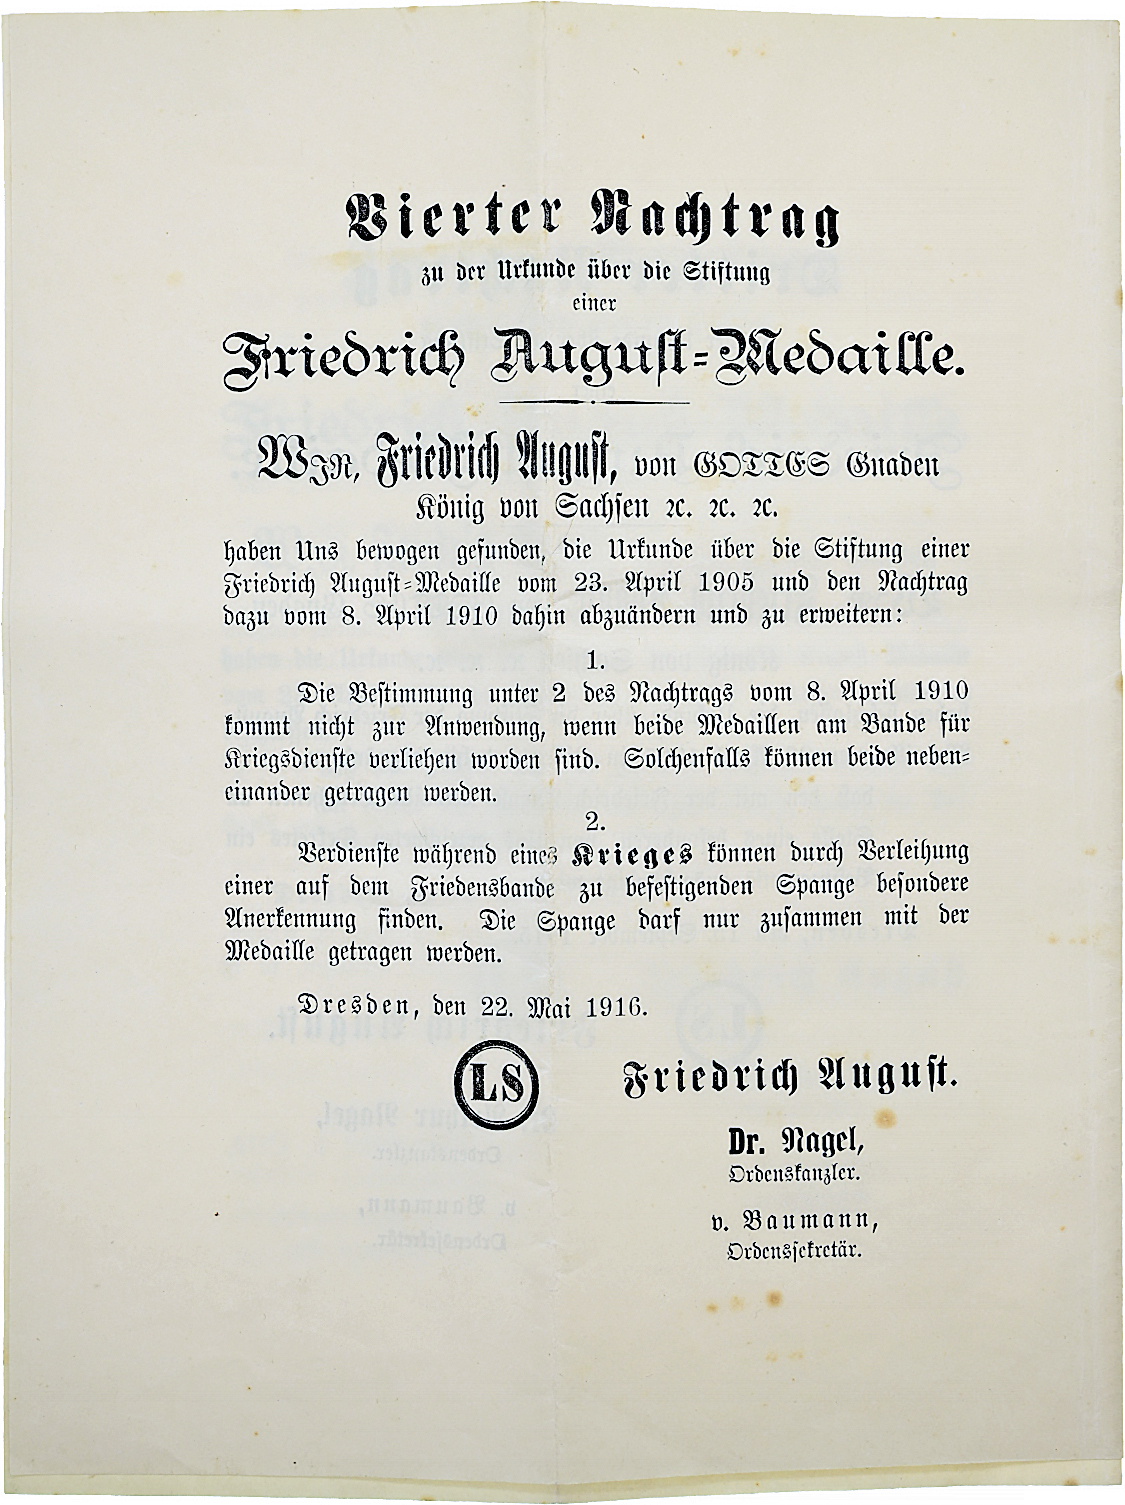 Vierter Nachtrag
zu der Urkunde über die Stiftung
einer
Friedrich August=Medaille.
WIR, Friedrich August, von GOTTES Gnaden
König von Sachsen ꝛc. ꝛc. ꝛc.
haben Uns bewogen gefunden, die Urkunde über die Stiftung einer
Friedrich August=Medaille vom 23. April 1905 und den Nachtrag
dazu vom 8. April 1910 dahin abzuändern und zu erweitern:
1.
Die Bestimmung unter 2 des Nachtrags vom 8. April 1910
kommt nicht zur Anwendung, wenn beide Medaillen am Bande für
Kriegsdienste verliehen worden sind. Solchenfalls können beide neben=
einander getragen werden.
2.
Verdienste während eines Krieges können durch Verleihung
einer auf dem Friedensbande zu befestigenden Spange besondere
Anerkennung finden. Die Spange darf nur zusammen mit der
Medaille getragen werden.
Dresden, den 22. Mai 1916.
LS
Friedrich August.
Dr. Nagel,
Ordenskanzler.
v. Baumann,
Ordenssekretär.